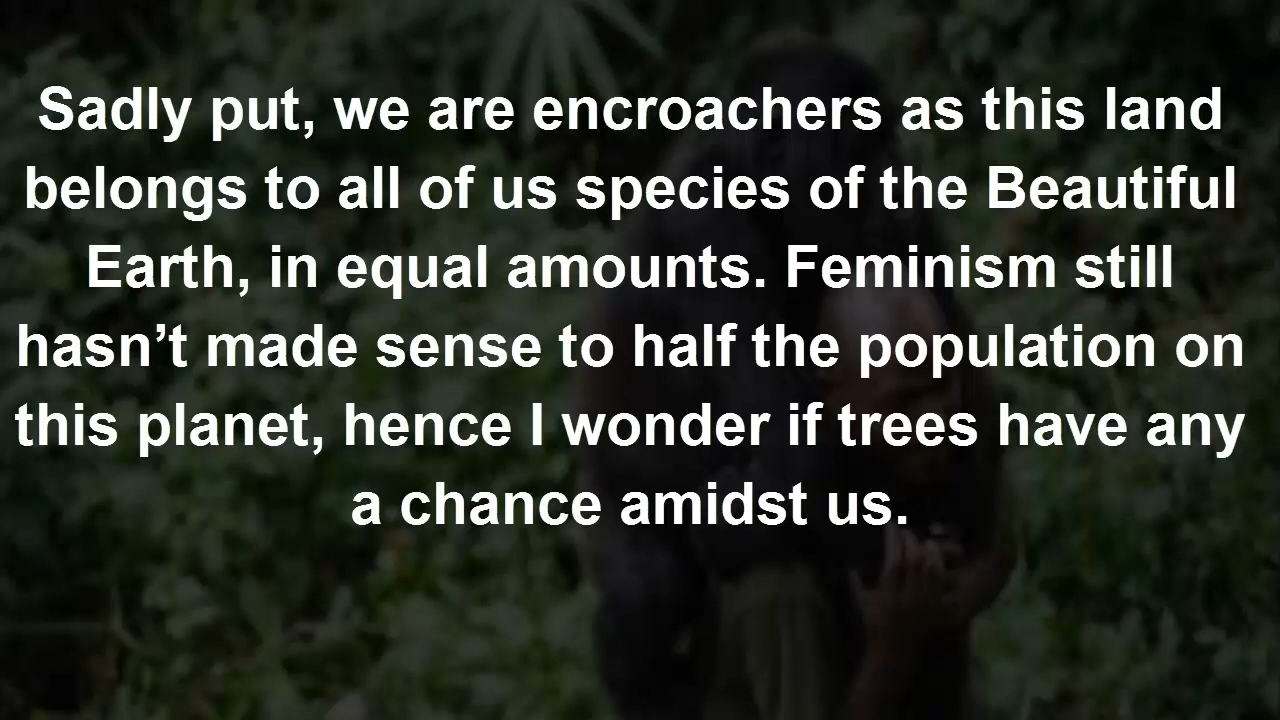 Sadly put, we are encroachers as this land
belongs to all of us species of the Beautiful
Earth, in equal amounts. Feminism still
hasn’t made sense to half the population on
this planet, hence I wonder if trees have any
a chance amidst us.